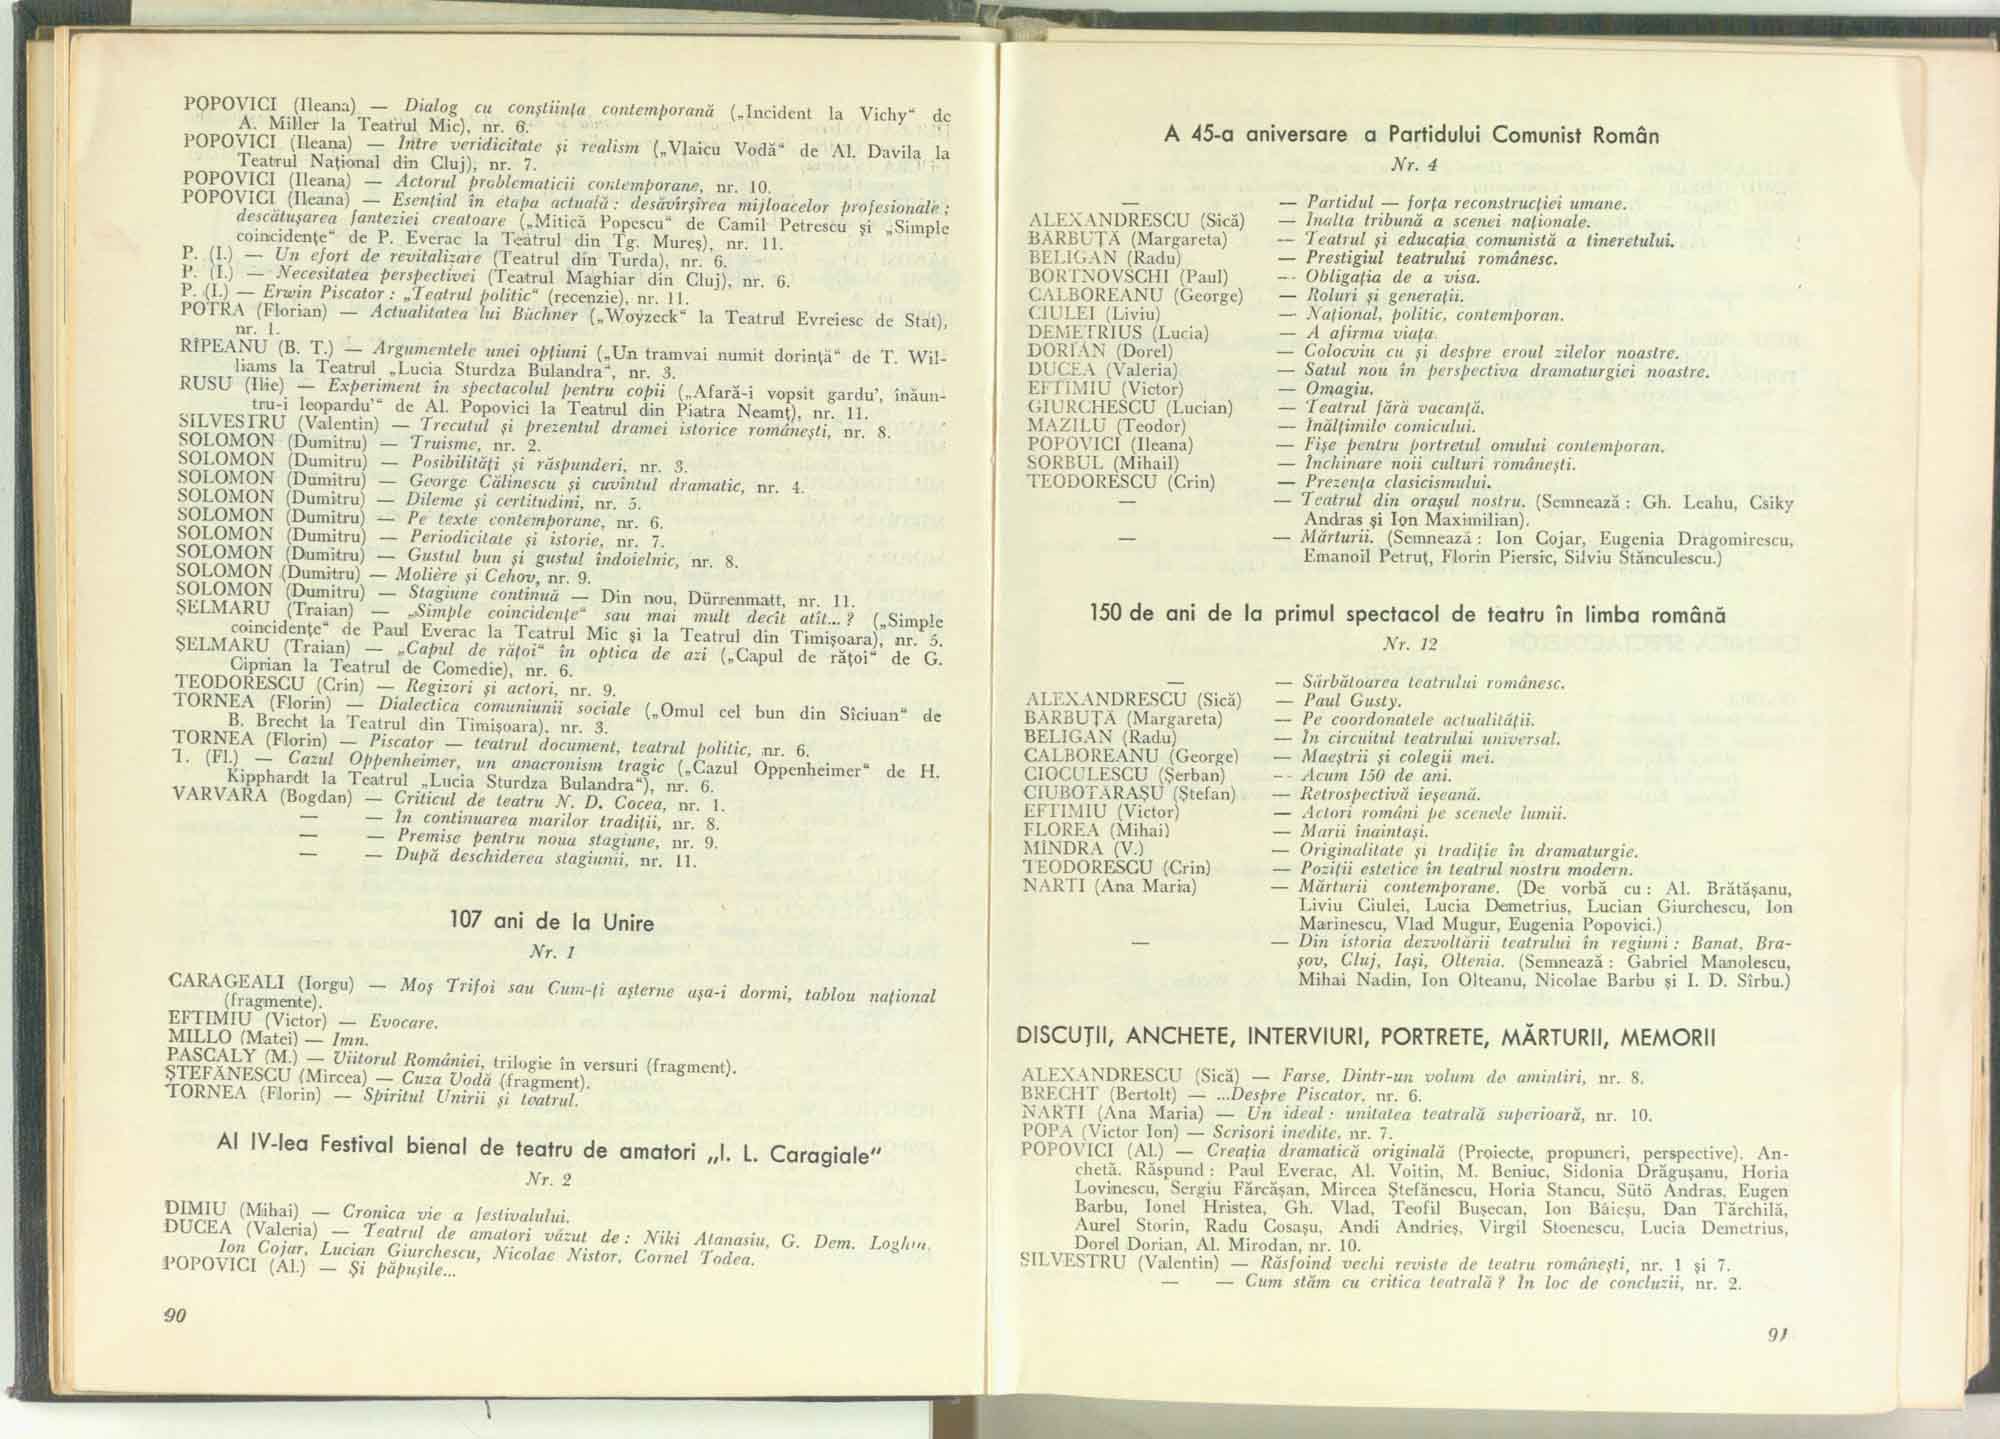 POPOVICI (Ileana) — Dialog cu conștiința contemporană („Incident la Vichy“ de
A. Miller la Teatrul Mic), nr. 6.
POPOVICI (Ileana) — Între veridicitate și realism („Vlaicu Vodă“ de Al. Davila la
Teatrul Național din Cluj), nr. 7.
POPOVICI (Ileana) — Actorul problematicii contemporane, nr. 10.
POPOVICI (Ileana) — Esențial în etapa actuală : desăvîrșirea mijloacelor profesionale ;
descătușarea fanteziei creatoare („Mitică Popescu“ de Camil Petrescu și „Simple
coincidențe“ de P. Everac la Teatrul din Tg. Mureș), nr. 11.
P. (I.) — Un efort de revitalizare (Teatrul din Turda), nr. 6.
P. (I.) — Necesitatea perspectivei (Teatrul Maghiar din Cluj), nr. 6.
P. (I.) — Erwin Piscator : „Teatrul politic“ (recenzie), nr. 11.
POTRA (Florian) — Actualitatea lui Büchner („Woyzeck“ la Teatrul Evreiesc de Stat),
nr. 1.
RÎPEANU (B. T.) — Argumentele unei opțiuni („Un tramvai numit dorință“ de T. Wil-
liams la Teatrul „Lucia Sturdza Bulandra“, nr. 3.
RUSU (Ilie) — Experiment în spectacolul pentru copii („Afară-i vopsit gardu', înăun-
tru-i leopardu'“ de Al. Popovici la Teatrul din Piatra Neamț), nr. 11.
SILVESTRU (Valentin) — Trecutul și prezentul dramei istorice românești, nr. 8.
SOLOMON (Dumitru) — Truisme, nr. 2.
SOLOMON (Dumitru) — Posibilități și răspunderi, nr. 3.
SOLOMON (Dumitru) — George Călinescu și cuvîntul dramatic, nr. 4.
SOLOMON (Dumitru) — Dileme și certitudini, nr. 5.
SOLOMON (Dumitru) — Pe texte contemporane, nr. 6.
SOLOMON (Dumitru) — Periodicitate și istorie, nr. 7.
SOLOMON (Dumitru) — Gustul bun și gustul îndoielnic, nr. 8.
SOLOMON (Dumitru) — Molière și Cehov, nr. 9.
SOLOMON (Dumitru) — Stagiune continuă — Din nou, Dürrenmatt, nr. 11.
ȘELMARU (Traian) — „Simple coincidențe“ sau mai mult decît atît... ? („Simple
coincidențe“ de Paul Everac la Teatrul Mic și la Teatrul din Timișoara), nr. 5.
ȘELMARU (Traian) — „Capul de rățoi“ în optica de azi („Capul de rățoi“ de G.
Ciprian la Teatrul de Comedie), nr. 6.
TEODORESCU (Crin) — Regizori și actori, nr. 9.
TORNEA (Florin) — Dialectica comuniunii sociale („Omul cel bun din Sîciuan“ de
B. Brecht la Teatrul din Timișoara), nr. 3.
TORNEA (Florin) — Piscator — teatrul document, teatrul politic, nr. 6.
T. (Fl.) — Cazul Oppenheimer, un anacronism tragic („Cazul Oppenheimer“ de H.
Kipphardt la Teatrul „Lucia Sturdza Bulandra“), nr. 6.
VARVARA (Bogdan) — Criticul de teatru N. D. Cocea, nr. 1.
— — În continuarea marilor tradiții, nr. 8.
— — Premise pentru noua stagiune, nr. 9.
— — După deschiderea stagiunii, nr. 11.
107 ani de la Unire
Nr. 1
CARAGEALI (Iorgu) — Moș Trifoi sau Cum-ți așterne așa-i dormi, tablou național
(fragmente).
EFTIMIU (Victor) — Evocare.
MILLO (Matei) — Imn.
PASCALY (M.) — Viitorul României, trilogie în versuri (fragment).
ȘTEFĂNESCU (Mircea) — Cuza Vodă (fragment).
TORNEA (Florin) — Spiritul Unirii și teatrul.
Al IV-lea Festival bienal de teatru de amatori „I. L. Caragiale“
Nr. 2
DIMIU (Mihai) — Cronica vie a festivalului.
DUCEA (Valeria) — Teatrul de amatori văzut de : Niki Atanasiu, G. Dem. Loghin,
Ion Cojar, Lucian Giurchescu, Nicolae Nistor, Cornel Todea.
POPOVICI (Al.) — Și păpușile...
90
A 45-a aniversare a Partidului Comunist Român
Nr. 4
— — Partidul — forța reconstrucției umane.
ALEXANDRESCU (Sică) — Înalta tribună a scenei naționale.
BĂRBUȚĂ (Margareta) — Teatrul și educația comunistă a tineretului.
BELIGAN (Radu) — Prestigiul teatrului românesc.
BORTNOVSCHI (Paul) — Obligația de a visa.
CALBOREANU (George) — Roluri și generații.
CIULEI (Liviu) — Național, politic, contemporan.
DEMETRIUS (Lucia) — A afirma viața.
DORIAN (Dorel) — Colocviu cu și despre eroul zilelor noastre.
DUCEA (Valeria) — Satul nou în perspectiva dramaturgiei noastre.
EFTIMIU (Victor) — Omagiu.
GIURCHESCU (Lucian) — Teatrul fără vacanță.
MAZILU (Teodor) — Înălțimile comicului.
POPOVICI (Ileana) — Fișe pentru portretul omului contemporan.
SORBUL (Mihail) — Închinare noii culturi românești.
TEODORESCU (Crin) — Prezența clasicismului.
— — Teatrul din orașul nostru. (Semnează : Gh. Leahu, Csiky
Andras și Ion Maximilian).
— — Mărturii. (Semnează : Ion Cojar, Eugenia Dragomirescu,
Emanoil Petruț, Florin Piersic, Silviu Stănculescu.)
150 de ani de la primul spectacol de teatru în limba română
Nr. 12
— — Sărbătoarea teatrului românesc.
ALEXANDRESCU (Sică) — Paul Gusty.
BĂRBUȚĂ (Margareta) — Pe coordonatele actualității.
BELIGAN (Radu) — În circuitul teatrului universal.
CALBOREANU (George) — Maeștrii și colegii mei.
CIOCULESCU (Șerban) — Acum 150 de ani.
CIUBOTĂRAȘU (Ștefan) — Retrospectivă ieșeană.
EFTIMIU (Victor) — Actori români pe scenele lumii.
FLOREA (Mihai) — Marii înaintași.
MINDRA (V.) — Originalitate și tradiție în dramaturgie.
TEODORESCU (Crin) — Poziții estetice în teatrul nostru modern.
NARTI (Ana Maria) — Mărturii contemporane. (De vorbă cu : Al. Brătășanu,
Liviu Ciulei, Lucia Demetrius, Lucian Giurchescu, Ion
Marinescu, Vlad Mugur, Eugenia Popovici.)
— — Din istoria dezvoltării teatrului în regiuni : Banat, Bra-
șov, Cluj, Iași, Oltenia. (Semnează : Gabriel Manolescu,
Mihai Nadin, Ion Olteanu, Nicolae Barbu și I. D. Sîrbu.)
DISCUȚII, ANCHETE, INTERVIURI, PORTRETE, MĂRTURII, MEMORII
ALEXANDRESCU (Sică) — Farse. Dintr-un volum de amintiri, nr. 8.
BRECHT (Bertolt) — ...Despre Piscator, nr. 6.
NARTI (Ana Maria) — Un ideal : unitatea teatrală superioară, nr. 10.
POPA (Victor Ion) — Scrisori inedite, nr. 7.
POPOVICI (Al.) — Creația dramatică originală (Proiecte, propuneri, perspective). An-
chetă. Răspund : Paul Everac, Al. Voitin, M. Beniuc, Sidonia Drăgușanu, Horia
Lovinescu, Sergiu Fărcășan, Mircea Ștefănescu, Horia Stancu, Sütö Andras, Eugen
Barbu, Ionel Hristea, Gh. Vlad, Teofil Bușecan, Ion Băieșu, Dan Tărchilă,
Aurel Storin, Radu Cosașu, Andi Andrieș, Virgil Stoenescu, Lucia Demetrius,
Dorel Dorian, Al. Mirodan, nr. 10.
SILVESTRU (Valentin) — Răsfoind vechi reviste de teatru românești, nr. 1 și 7.
— — Cum stăm cu critica teatrală ? În loc de concluzii, nr. 2.
91